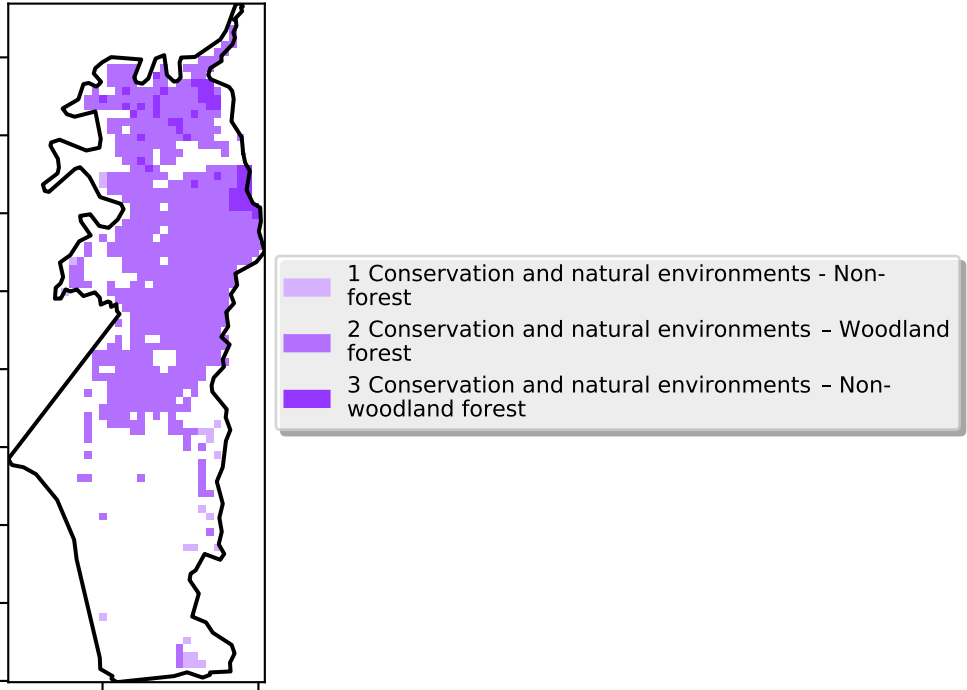 1 Conservation and natural environments - Non-
forest
2 Conservation and natural environments – Woodland
forest
3 Conservation and natural environments – Non-
woodland forest